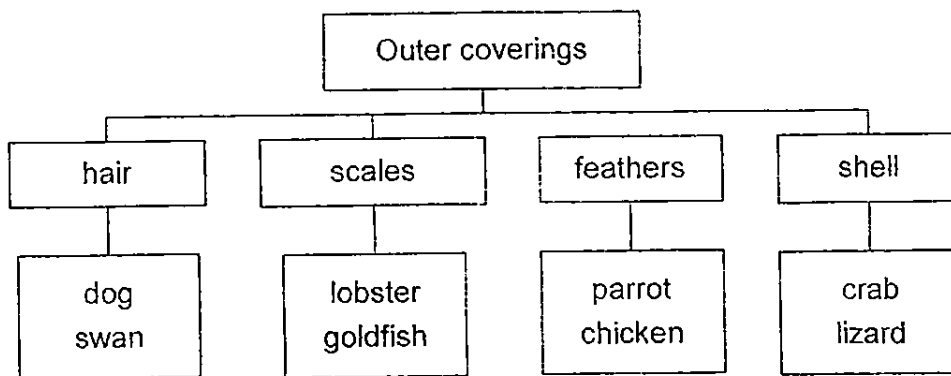 Outer coverings
hair
scales
feathers
shell
dog
swan
lobster
goldfish
parrot
chicken
crab
lizard